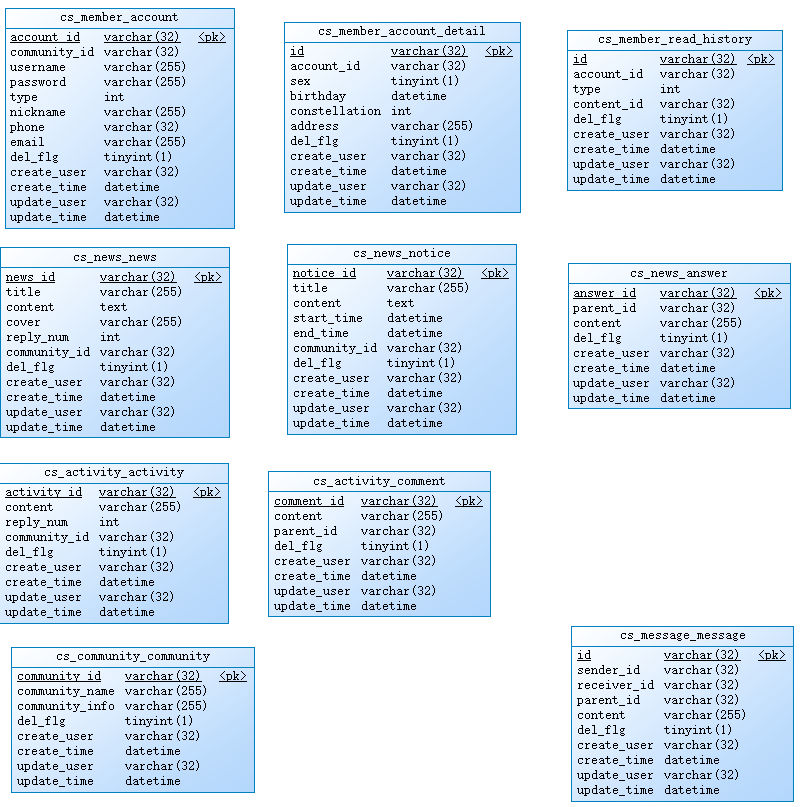 cs_member_account
account_id varchar(32) <pk>
community_id varchar(32)
username varchar(255)
password varchar(255)
type int
nickname varchar(255)
phone varchar(32)
email varchar(255)
del_flg tinyint(1)
create_user varchar(32)
create_time datetime
update_user varchar(32)
update_time datetime
cs_member_account_detail
id varchar(32) <pk>
account_id varchar(32)
sex tinyint(1)
birthday datetime
constellation int
address varchar(255)
del_flg tinyint(1)
create_user varchar(32)
create_time datetime
update_user varchar(32)
update_time datetime
cs_member_read_history
id varchar(32) <pk>
account_id varchar(32)
type int
content_id varchar(32)
del_flg tinyint(1)
create_user varchar(32)
create_time datetime
update_user varchar(32)
update_time datetime
cs_news_news
news_id varchar(32) <pk>
title varchar(255)
content text
cover varchar(255)
reply_num int
community_id varchar(32)
del_flg tinyint(1)
create_user varchar(32)
create_time datetime
update_user varchar(32)
update_time datetime
cs_news_notice
notice_id varchar(32) <pk>
title varchar(255)
content text
start_time datetime
end_time datetime
community_id varchar(32)
del_flg tinyint(1)
create_user varchar(32)
create_time datetime
update_user varchar(32)
update_time datetime
cs_news_answer
answer_id varchar(32) <pk>
parent_id varchar(32)
content varchar(255)
del_flg tinyint(1)
create_user varchar(32)
create_time datetime
update_user varchar(32)
update_time datetime
cs_activity_activity
activity_id varchar(32) <pk>
content varchar(255)
reply_num int
community_id varchar(32)
del_flg tinyint(1)
create_user varchar(32)
create_time datetime
update_user varchar(32)
update_time datetime
cs_activity_comment
comment_id varchar(32) <pk>
content varchar(255)
parent_id varchar(32)
del_flg tinyint(1)
create_user varchar(32)
create_time datetime
update_user varchar(32)
update_time datetime
cs_community_community
community_id varchar(32) <pk>
community_name varchar(255)
community_info varchar(255)
del_flg tinyint(1)
create_user varchar(32)
create_time datetime
update_user varchar(32)
update_time datetime
cs_message_message
id varchar(32) <pk>
sender_id varchar(32)
receiver_id varchar(32)
parent_id varchar(32)
content varchar(255)
del_flg tinyint(1)
create_user varchar(32)
create_time datetime
update_user varchar(32)
update_time datetime